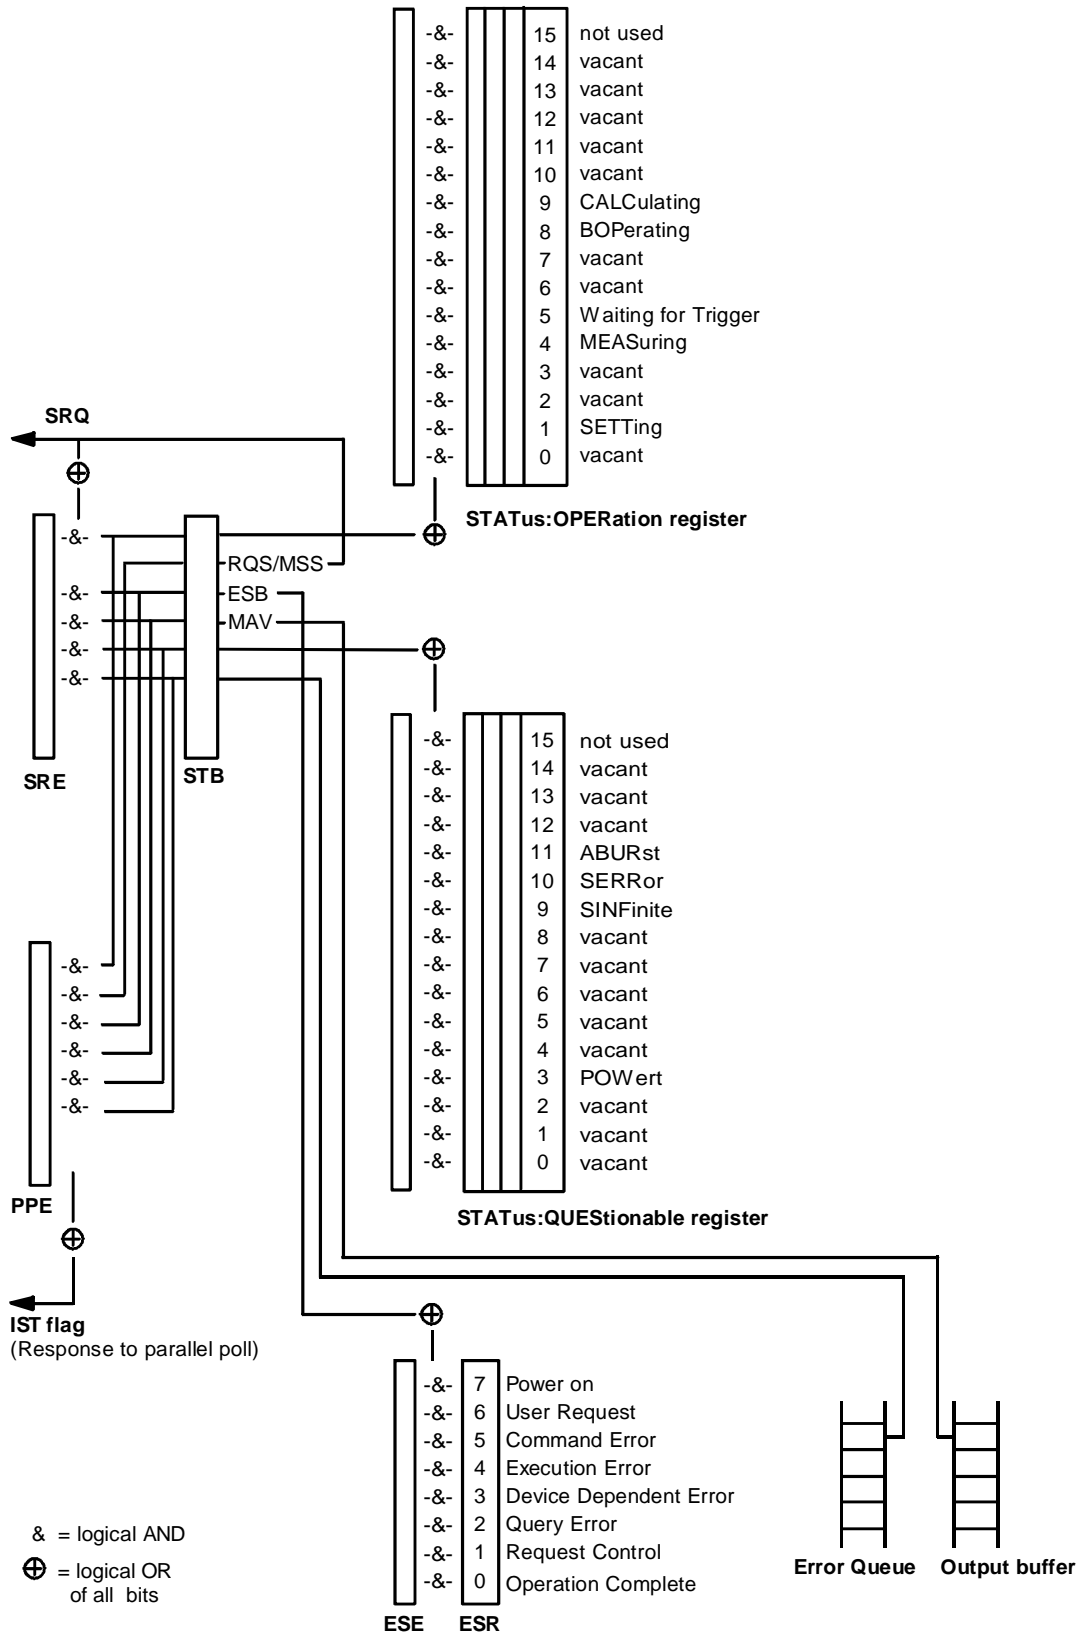 -&- 15 not used
-&- 14 vacant
-&- 13 vacant
-&- 12 vacant
-&- 11 vacant
-&- 10 vacant
-&- 9 CALCulating
-&- 8 BOPerating
-&- 7 vacant
-&- 6 vacant
-&- 5 Waiting for Trigger
-&- 4 MEASuring
-&- 3 vacant
-&- 2 vacant
-&- 1 SETTing
-&- 0 vacant
STATus:OPERation register
SRQ
-&-
-&-
-&-
-&-
-&-
RQS/MSS
ESB
MAV
SRE
STB
-&- 15 not used
-&- 14 vacant
-&- 13 vacant
-&- 12 vacant
-&- 11 ABURst
-&- 10 SERRor
-&- 9 SINFinite
-&- 8 vacant
-&- 7 vacant
-&- 6 vacant
-&- 5 vacant
-&- 4 vacant
-&- 3 POWert
-&- 2 vacant
-&- 1 vacant
-&- 0 vacant
STATus:QUEStionable register
-&-
-&-
-&-
-&-
-&-
-&-
PPE
IST flag
(Response to parallel poll)
-&- 7 Power on
-&- 6 User Request
-&- 5 Command Error
-&- 4 Execution Error
-&- 3 Device Dependent Error
-&- 2 Query Error
-&- 1 Request Control
-&- 0 Operation Complete
ESE ESR
Error Queue
Output buffer
& = logical AND
⊕ = logical OR
of all bits